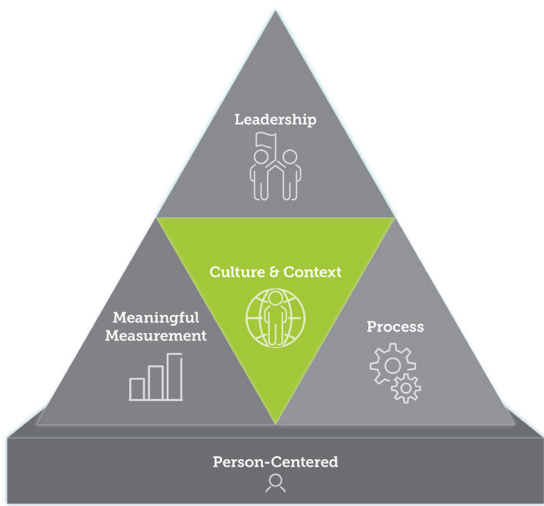 Leadership
Culture & Context
Meaningful
Measurement
Process
Person-Centered